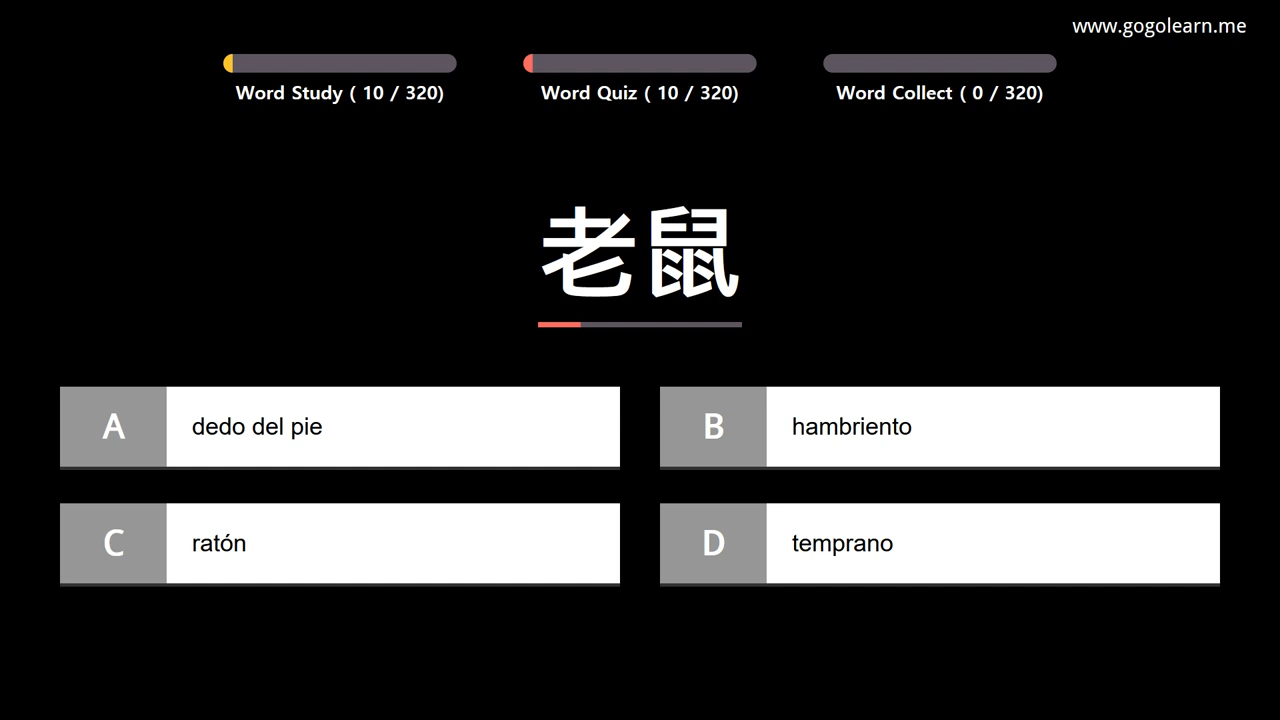 www.gogolearn.me
Word Study ( 10 / 320)
Word Quiz ( 10 / 320)
Word Collect ( 0 / 320)
老鼠
A dedo del pie
B hambriento
C ratón
D temprano